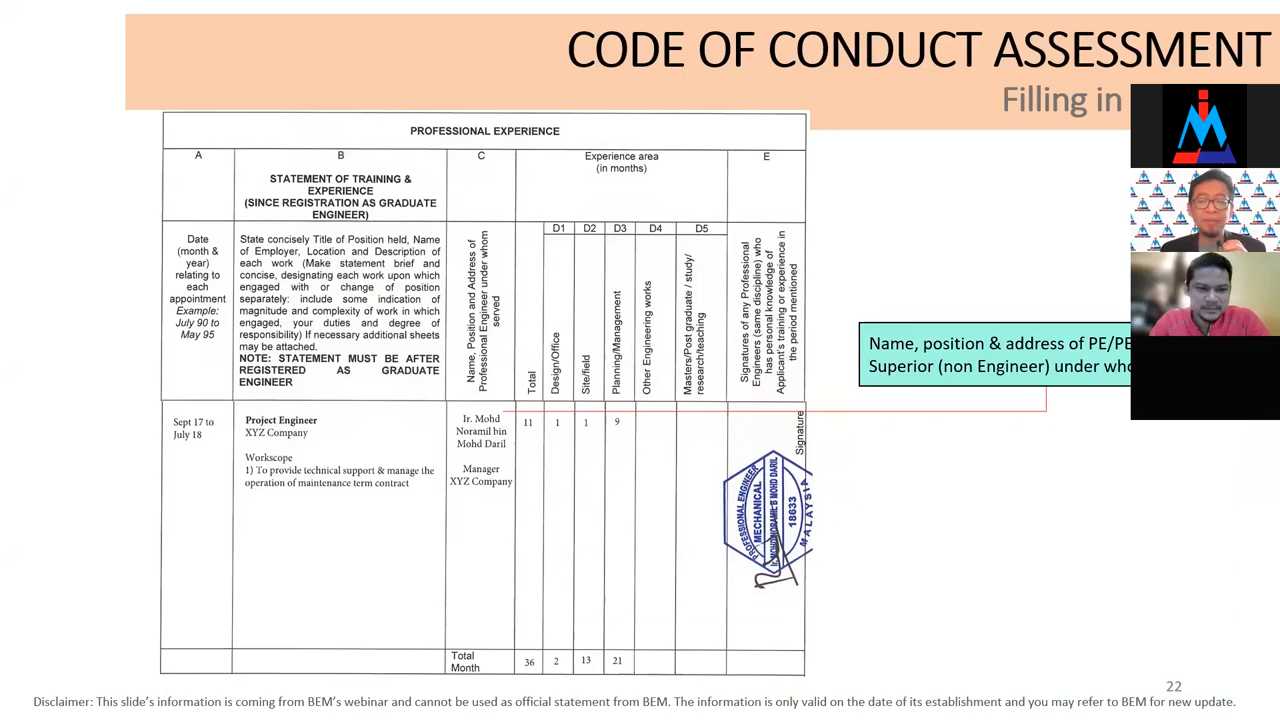 CODE OF CONDUCT ASSESSMENT
Filling in
PROFESSIONAL EXPERIENCE
A
B
C
Experience area
(in months)
E
STATEMENT OF TRAINING &
EXPERIENCE
(SINCE REGISTRATION AS GRADUATE
ENGINEER)
D1
D2
D3
D4
D5
Date
(month &
year)
relating to
each
appointment
Example:
July 90 to
May 95
State concisely Title of Position held, Name
of Employer, Location and Description of
each work (Make statement brief and
concise, designating each work upon which
engaged with or change of position
separately: include some indication of
magnitude and complexity of work in which
engaged, your duties and degree of
responsibility) If necessary additional sheets
may be attached.
NOTE: STATEMENT MUST BE AFTER
REGISTERED AS GRADUATE
ENGINEER
Name, Position and Address of
Professional Engineer under whom
served
Total
Design/Office
Site/field
Planning/Management
Other Engineering works
Masters/Post graduate / study/
research/teaching
Signatures of any Professional
Engineers (same discipline) who
has personal knowledge of
Applicant's training or experience in
the period mentioned
Name, position & address of PE/PE
Superior (non Engineer) under who
Sept 17 to
July 18
Project Engineer
XYZ Company
Workscope
1) To provide technical support & manage the
operation of maintenance term contract
Ir. Mohd
Noramil bin
Mohd Daril
Manager
XYZ Company
11
1
1
9
Signature
PROFESSIONAL ENGINEER
MECHANICAL
Ir. MOHD NORAMIL B MOHD DARIL
18633
MALAYSIA
Total
Month
36
2
13
21
22
Disclaimer: This slide's information is coming from BEM's webinar and cannot be used as official statement from BEM. The information is only valid on the date of its establishment and you may refer to BEM for new update.